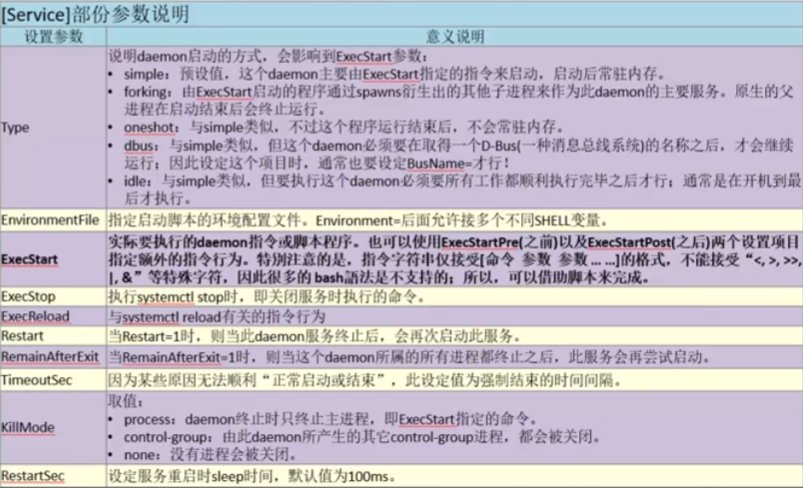 [Service]部份参数说明
设置参数 意义说明
Type
说明daemon启动的方式，会影响到ExecStart参数：
• simple：预设值，这个daemon主要由ExecStart指定的指令来启动，启动后常驻内存。
• forking：由ExecStart启动的程序通过spawns衍生出的其他子进程来作为此daemon的主要服务。原生的父
进程在启动结束后会终止运行。
• oneshot：与simple类似，不过这个程序运行结束后，不会常驻内存。
• dbus：与simple类似，但这个daemon必须要在取得一个D-Bus(一种消息总线系统)的名称之后，才会继续
运行；因此设定这个项目时，通常也要设定BusName=才行！
• idle：与simple类似，但要执行这个daemon必须要所有工作都顺利执行完毕之后才行；通常是在开机到最
后才执行。
EnvironmentFile 指定启动脚本的环境配置文件。Environment=后面允许接多个不同SHELL变量。
ExecStart
实际要执行的daemon指令或脚本程序。也可以使用ExecStartPre(之前)以及ExecStartPost(之后)两个设置项目
指定额外的指令行为。特别注意的是，指令字符串仅接受[命令 参数 参数 ... ...]的格式，不能接受“<, >, >>,
|, &”等特殊字符，因此很多的 bash語法是不支持的；所以，可以借助脚本来完成。
ExecStop 执行systemctl stop时，即关闭服务时执行的命令。
ExecReload 与systemctl reload有关的指令行为
Restart 当Restart=1时，则当此daemon服务终止后，会再次启动此服务。
RemainAfterExit 当RemainAfterExit=1时，则当这个daemon所属的所有进程都终止之后，此服务会再尝试启动。
TimeoutSec 因为某些原因无法顺利“正常启动或结束”，此设定值为强制结束的时间间隔。
KillMode
取值：
• process：daemon终止时只终止主进程，即ExecStart指定的命令。
• control-group：由此daemon所产生的其它control-group进程，都会被关闭。
• none：没有进程会被关闭。
RestartSec 设定服务重启时sleep时间，默认值为100ms。